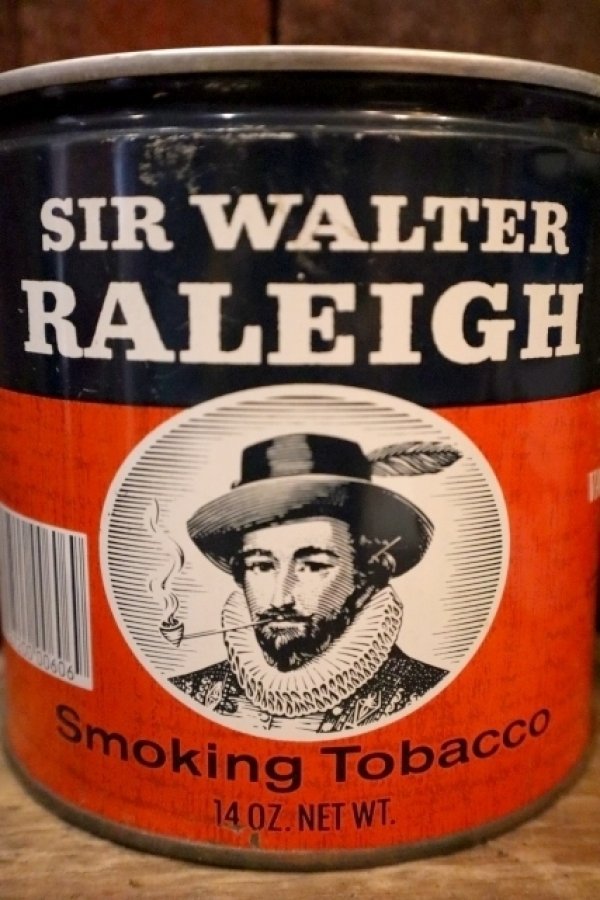 SIR WALTER
RALEIGH
Smoking Tobacco
14 OZ. NET WT.